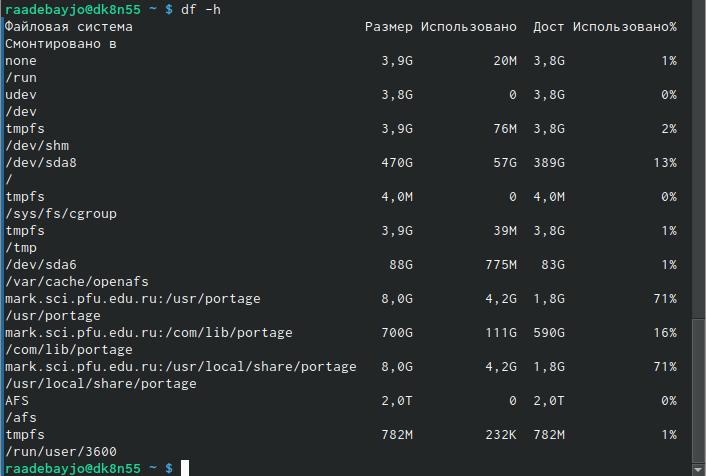 raadebayjo@dk8n55 ~ $ df -h
Файловая система Размер Использовано Дост Использовано%
Смонтировано в
none 3,9G 20M 3,8G 1%
/run
udev 3,8G 0 3,8G 0%
/dev
tmpfs 3,9G 76M 3,8G 2%
/dev/shm
/dev/sda8 470G 57G 389G 13%
/
tmpfs 4,0M 0 4,0M 0%
/sys/fs/cgroup
tmpfs 3,9G 39M 3,8G 1%
/tmp
/dev/sda6 88G 775M 83G 1%
/var/cache/openafs
mark.sci.pfu.edu.ru:/usr/portage 8,0G 4,2G 1,8G 71%
/usr/portage
mark.sci.pfu.edu.ru:/com/lib/portage 700G 111G 590G 16%
/com/lib/portage
mark.sci.pfu.edu.ru:/usr/local/share/portage 8,0G 4,2G 1,8G 71%
/usr/local/share/portage
AFS 2,0T 0 2,0T 0%
/afs
tmpfs 782M 232K 782M 1%
/run/user/3600
raadebayjo@dk8n55 ~ $